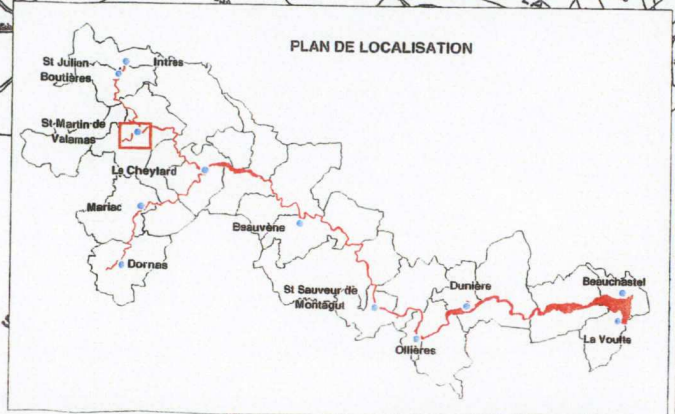 PLAN DE LOCALISATION
St Julien
Boutières
Intres
St-Martin de
Valamas
Le Cheylard
Mariac
Beauvène
Dornas
St Sauveur de
Montagut
Dunière
Beauchastel
La Voulte
Ollières